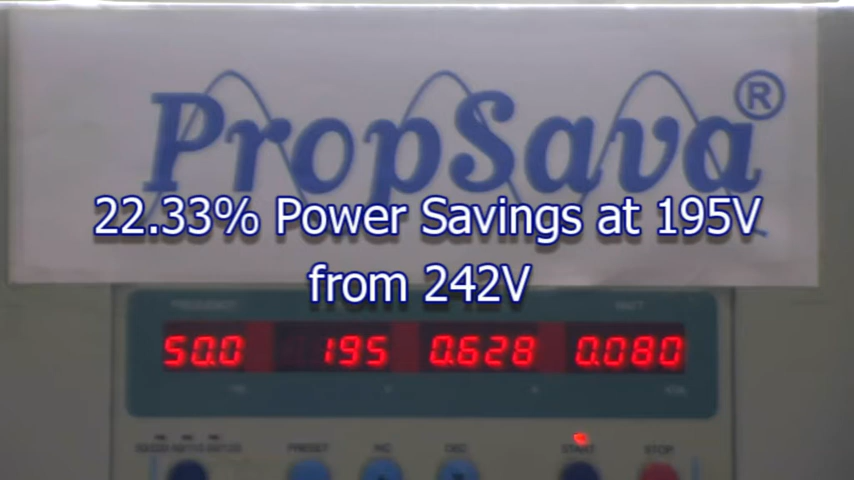 PropSava®
22.33% Power Savings at 195V
from 242V
50.0 195 0.628 0.080
START STOP